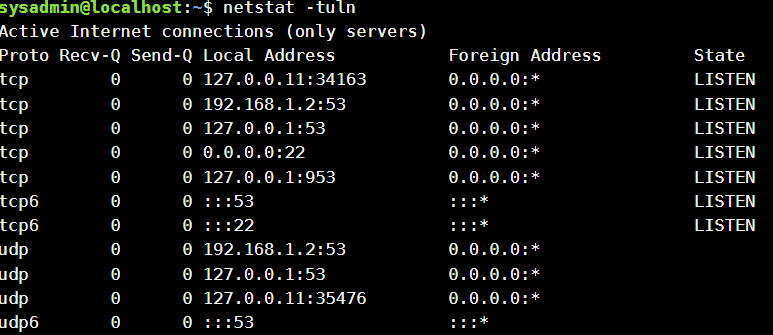 sysadmin@localhost:~$ netstat -tuln
Active Internet connections (only servers)
Proto Recv-Q Send-Q Local Address           Foreign Address         State
tcp        0      0 127.0.0.11:34163        0.0.0.0:*               LISTEN
tcp        0      0 192.168.1.2:53          0.0.0.0:*               LISTEN
tcp        0      0 127.0.0.1:53            0.0.0.0:*               LISTEN
tcp        0      0 0.0.0.0:22              0.0.0.0:*               LISTEN
tcp        0      0 127.0.0.1:953           0.0.0.0:*               LISTEN
tcp6       0      0 :::53                   :::*                    LISTEN
tcp6       0      0 :::22                   :::*                    LISTEN
udp        0      0 192.168.1.2:53          0.0.0.0:*
udp        0      0 127.0.0.1:53            0.0.0.0:*
udp        0      0 127.0.0.11:35476        0.0.0.0:*
udp6       0      0 :::53                   :::*